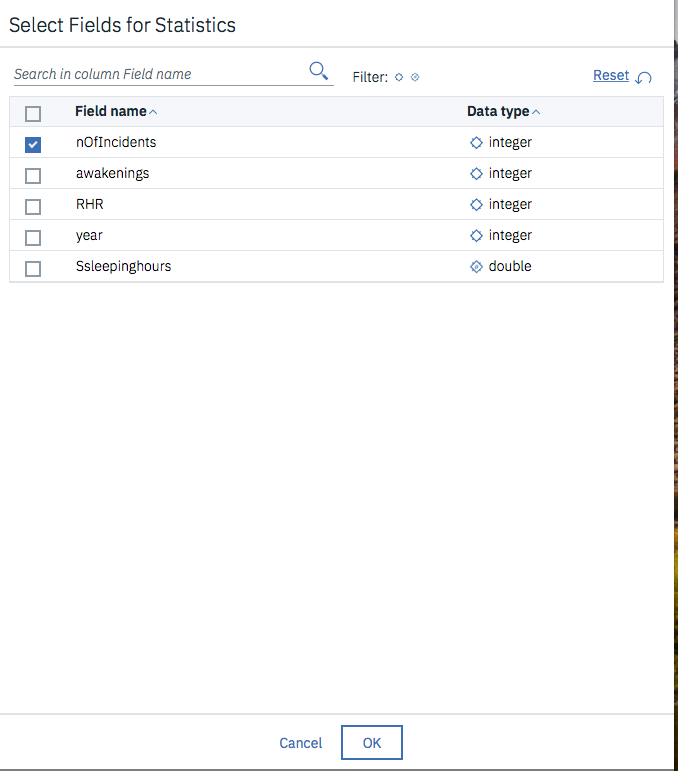 Select Fields for Statistics
Search in column Field name Filter: Reset
Field name Data type
nOfIncidents integer
awakenings integer
RHR integer
year integer
Ssleepinghours double
Cancel OK